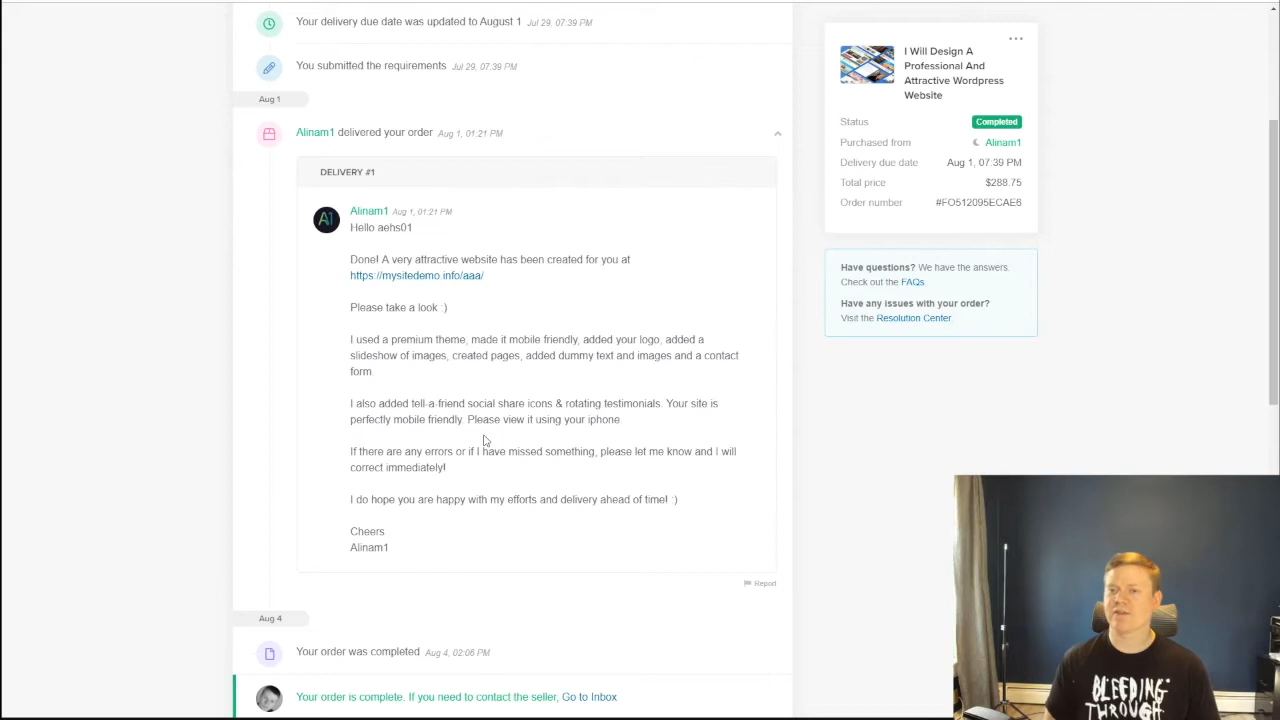 Your delivery due date was updated to August 1 Jul 29, 07:39 PM
You submitted the requirements Jul 29, 07:39 PM
Aug 1
Alinam1 delivered your order Aug 1, 01:21 PM
DELIVERY #1
A1
Alinam1 Aug 1, 01:21 PM
Hello aehs01
Done! A very attractive website has been created for you at
https://mysitedemo.info/aaa/
Please take a look :)
I used a premium theme, made it mobile friendly, added your logo, added a
slideshow of images, created pages, added dummy text and images and a contact
form.
I also added tell-a-friend social share icons & rotating testimonials. Your site is
perfectly mobile friendly. Please view it using your iphone.
If there are any errors or if I have missed something, please let me know and I will
correct immediately!
I do hope you are happy with my efforts and delivery ahead of time! :)
Cheers
Alinam1
Report
Aug 4
Your order was completed Aug 4, 02:06 PM
Your order is complete. If you need to contact the seller, Go to Inbox
I Will Design A
Professional And
Attractive Wordpress
Website
Status Completed
Purchased from Alinam1
Delivery due date Aug 1, 07:39 PM
Total price $288.75
Order number #FO512095ECAE6
Have questions? We have the answers.
Check out the FAQs.
Have any issues with your order?
Visit the Resolution Center.
BLEEDING
THROUGH